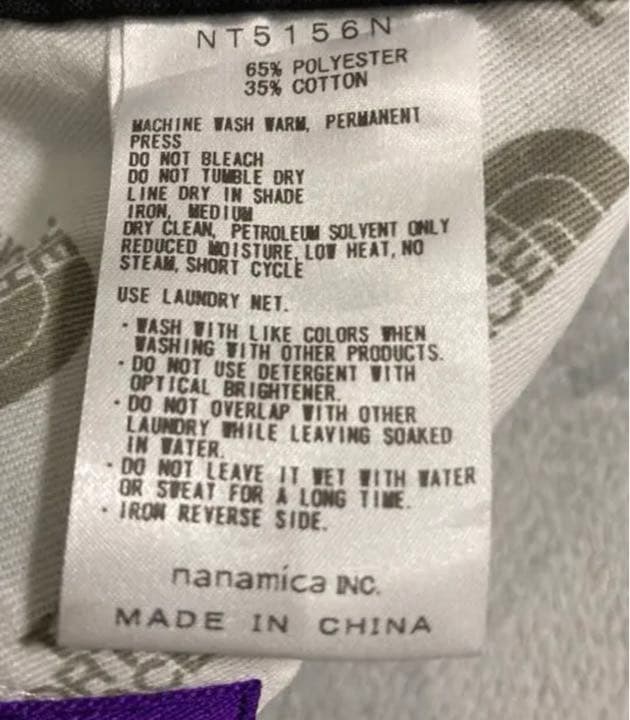 NT5156N
65% POLYESTER
35% COTTON
MACHINE WASH WARM, PERMANENT
PRESS
DO NOT BLEACH
DO NOT TUMBLE DRY
LINE DRY IN SHADE
IRON, MEDIUM
DRY CLEAN, PETROLEUM SOLVENT ONLY
REDUCED MOISTURE, LOW HEAT, NO
STEAM, SHORT CYCLE
USE LAUNDRY NET.
・WASH WITH LIKE COLORS WHEN
WASHING WITH OTHER PRODUCTS.
・DO NOT USE DETERGENT WITH
OPTICAL BRIGHTENER.
・DO NOT OVERLAP WITH OTHER
LAUNDRY WHILE LEAVING SOAKED
IN WATER.
・DO NOT LEAVE IT WET WITH WATER
OR SWEAT FOR A LONG TIME.
・IRON REVERSE SIDE.
nanamica INC.
MADE IN CHINA